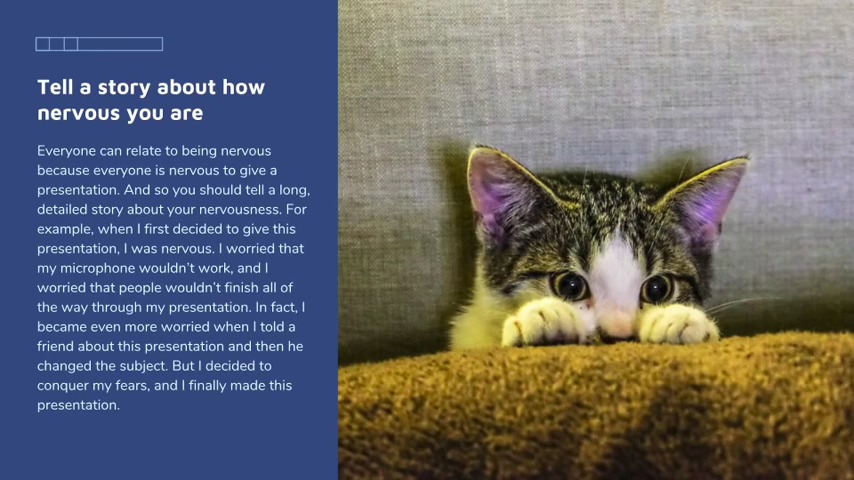 Tell a story about how
nervous you are
Everyone can relate to being nervous
because everyone is nervous to give a
presentation. And so you should tell a long,
detailed story about your nervousness. For
example, when I first decided to give this
presentation, I was nervous. I worried that
my microphone wouldn't work, and I
worried that people wouldn't finish all of
the way through my presentation. In fact, I
became even more worried when I told a
friend about this presentation and then he
changed the subject. But I decided to
conquer my fears, and I finally made this
presentation.